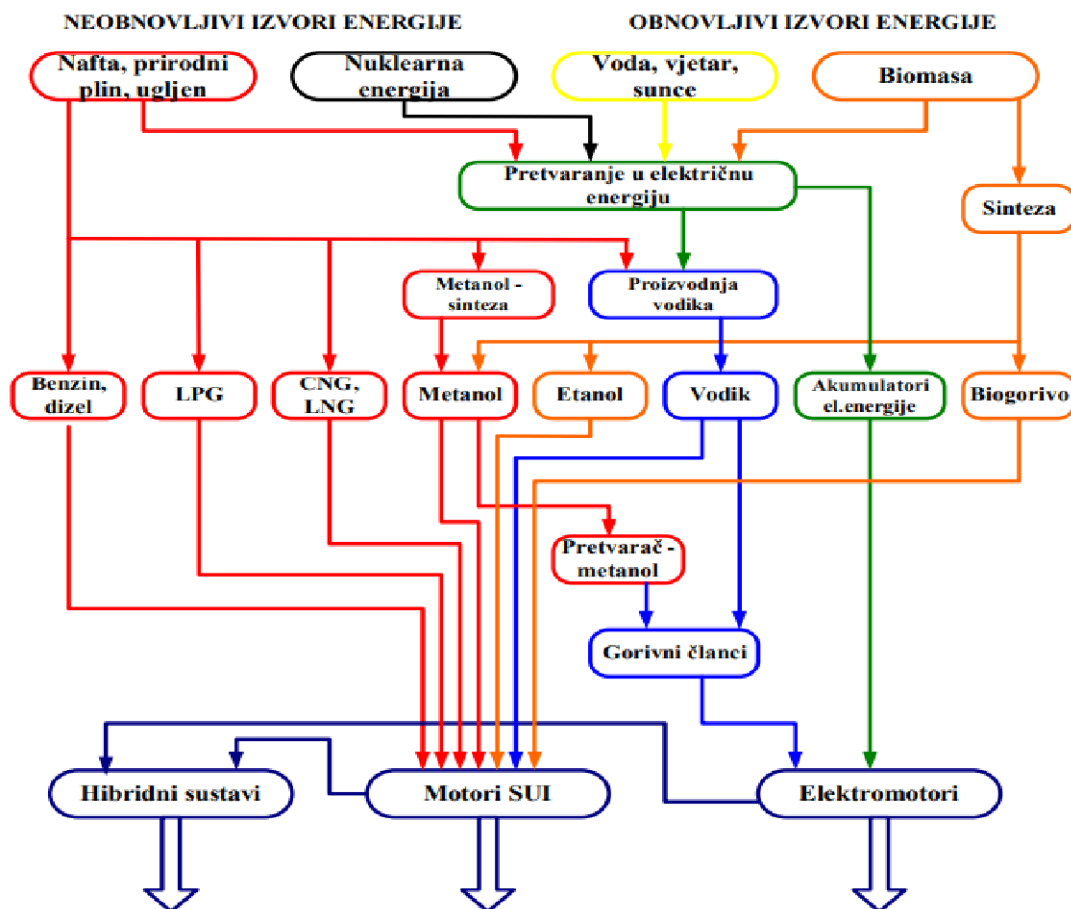 NEOBNOVLJIVI IZVORI ENERGIJE
OBNOVLJIVI IZVORI ENERGIJE
Nafta, prirodni
plin, ugljen
Nuklearna
energija
Voda, vjetar,
sunce
Biomasa
Pretvaranje u električnu
energiju
Sinteza
Metanol -
sinteza
Proizvodnja
vodika
Benzin,
dizel
LPG
CNG,
LNG
Metanol
Etanol
Vodik
Akumulatori
el.energije
Biogorivo
Pretvarač -
metanol
Gorivni članci
Hibridni sustavi
Motori SUI
Elektromotori